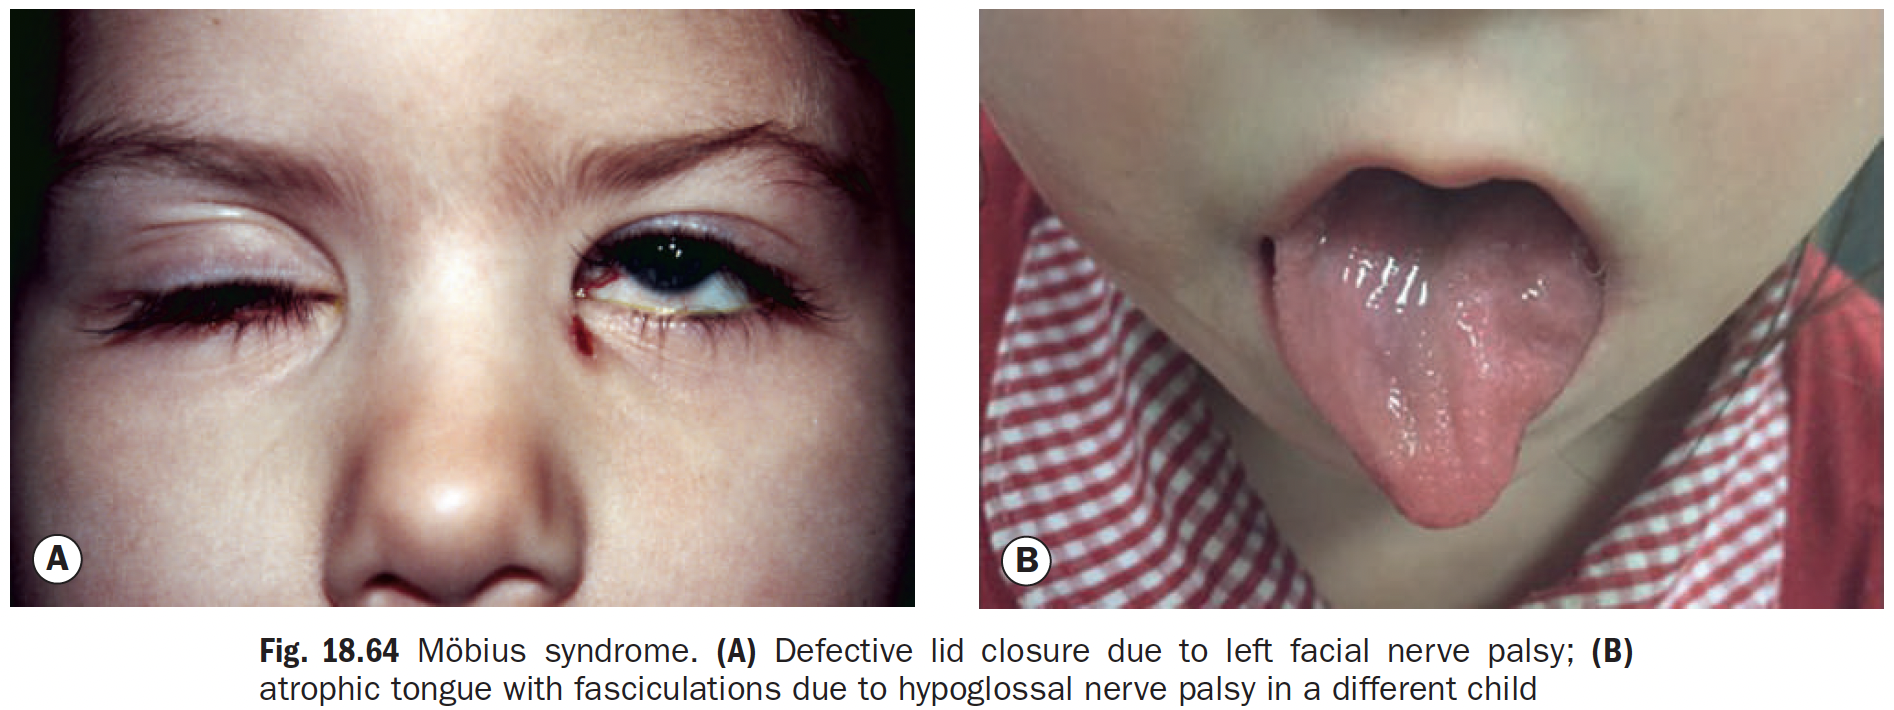 A
B
Fig. 18.64 Möbius syndrome. (A) Defective lid closure due to left facial nerve palsy; (B)
atrophic tongue with fasciculations due to hypoglossal nerve palsy in a different child